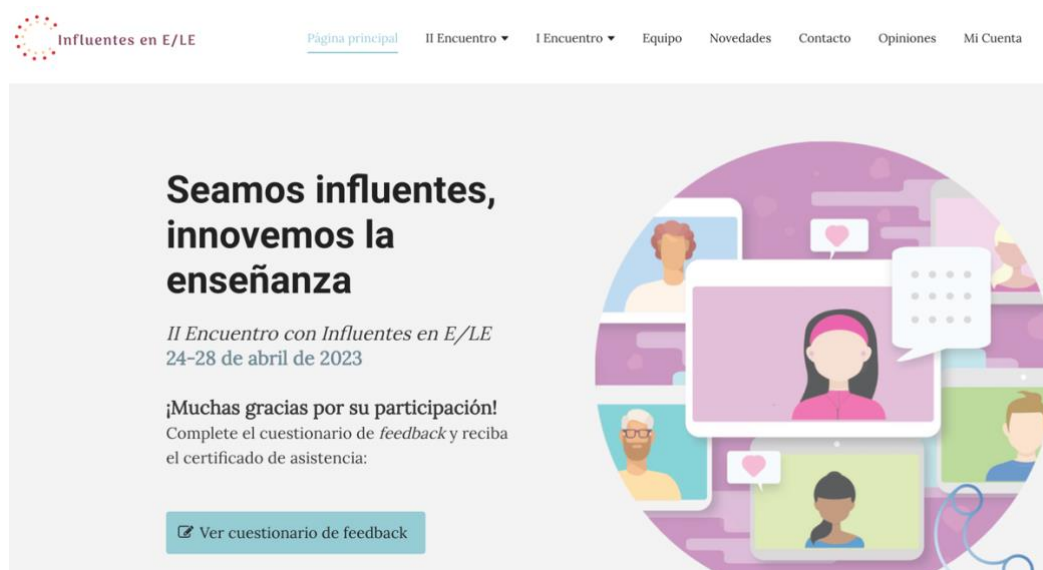 Influentes en E/LE
Página principal II Encuentro ▾ I Encuentro ▾ Equipo Novedades Contacto Opiniones Mi Cuenta
Seamos influentes,
innovemos la
enseñanza
II Encuentro con Influentes en E/LE
24-28 de abril de 2023
¡Muchas gracias por su participación!
Complete el cuestionario de feedback y reciba
el certificado de asistencia:
Ver cuestionario de feedback